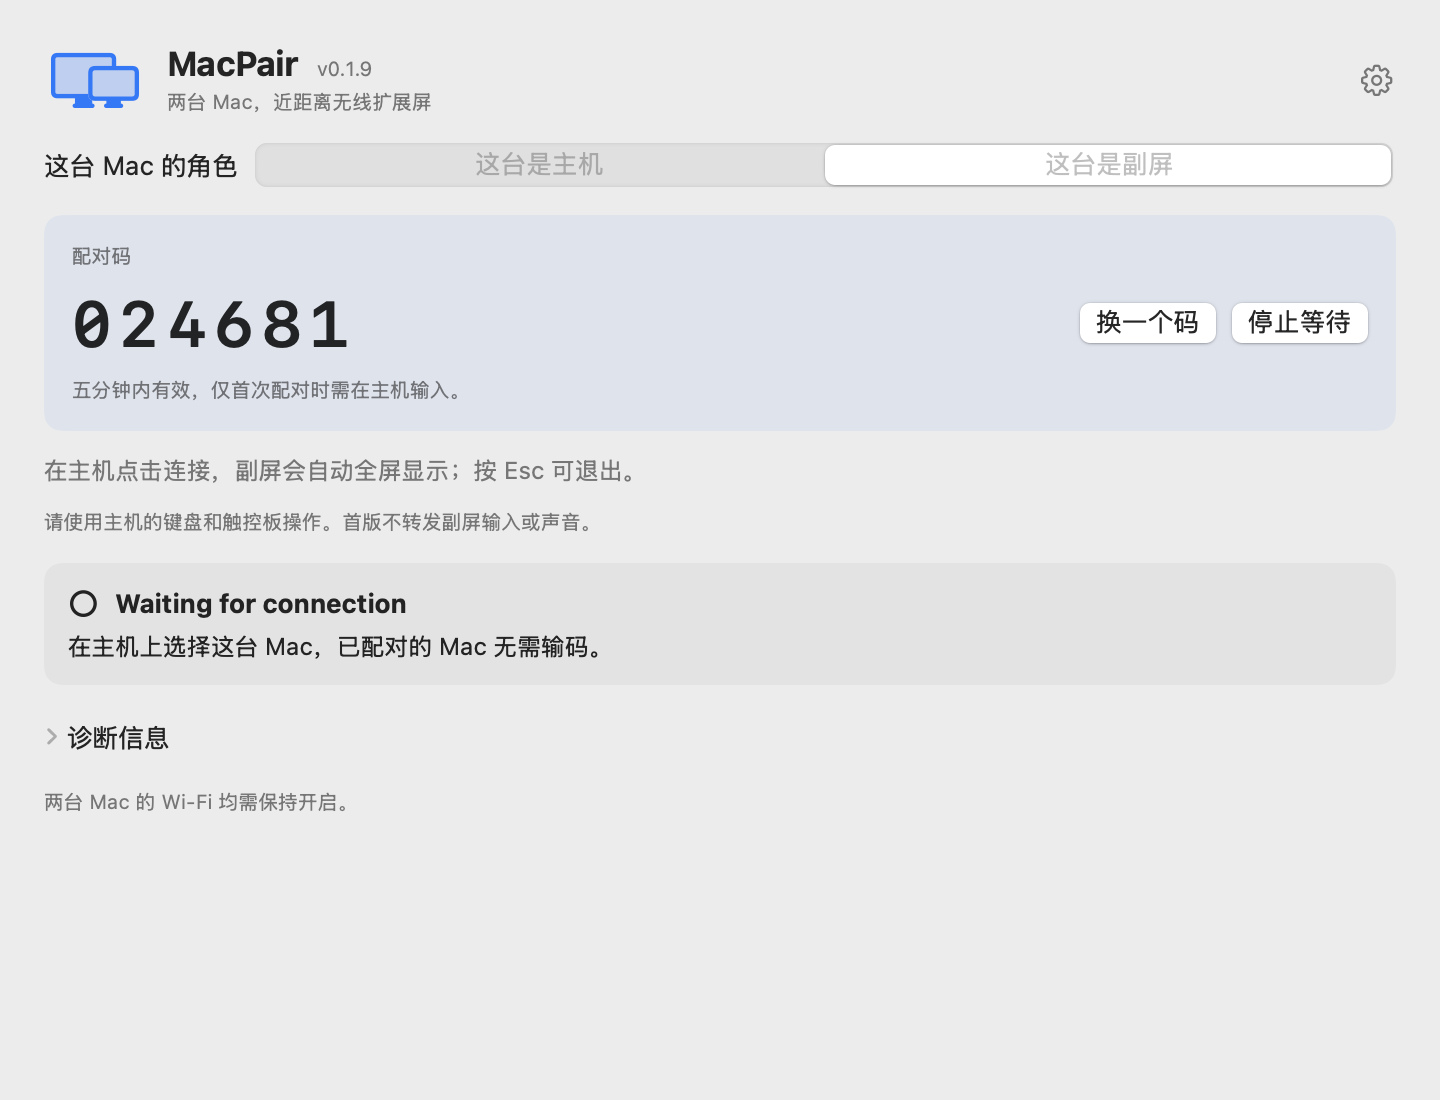 MacPair v0.1.9
两台 Mac，近距离无线扩展屏
这台 Mac 的角色 这台是主机 这台是副屏
配对码
024681
换一个码 停止等待
五分钟内有效，仅首次配对时需在主机输入。
在主机点击连接，副屏会自动全屏显示；按 Esc 可退出。
请使用主机的键盘和触控板操作。首版不转发副屏输入或声音。
Waiting for connection
在主机上选择这台 Mac，已配对的 Mac 无需输码。
诊断信息
两台 Mac 的 Wi-Fi 均需保持开启。